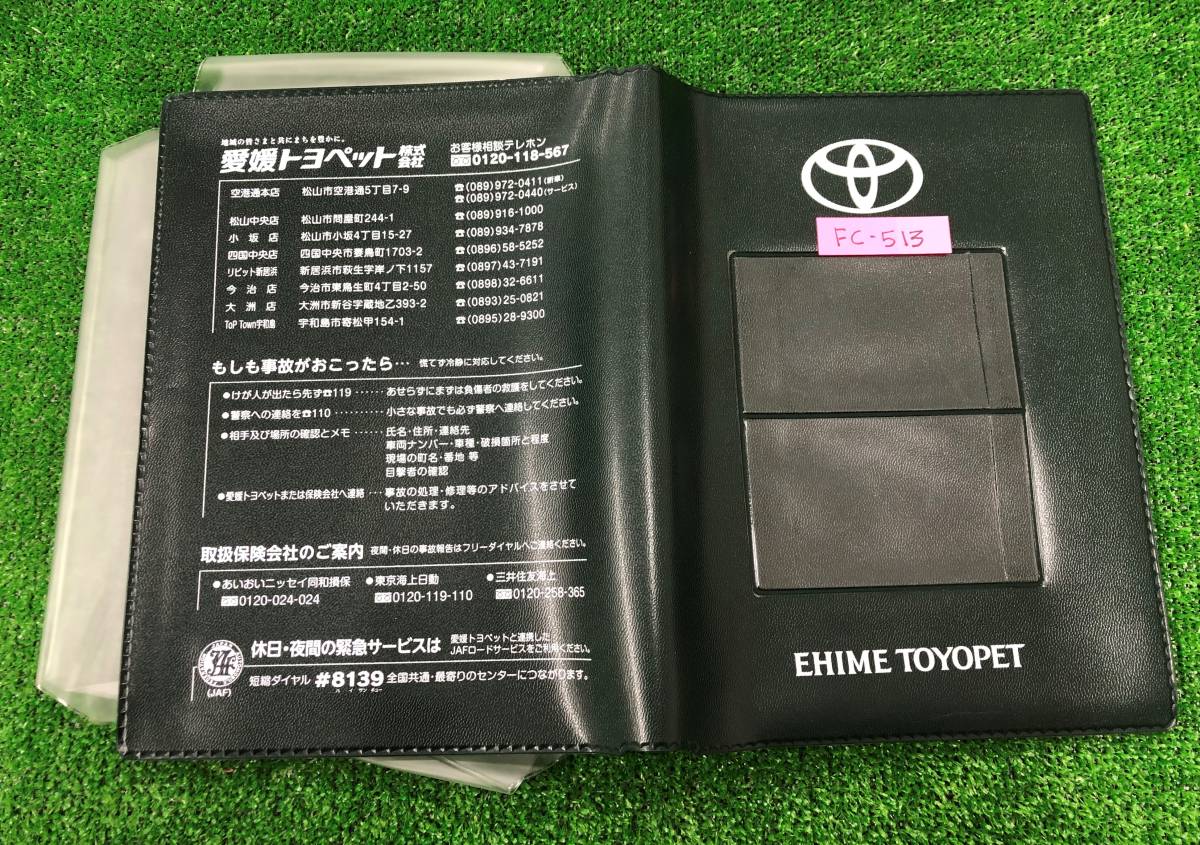 地域の皆さまと共にまちを豊かに。
愛媛トヨペット株式会社
お客様相談テレホン
0120-118-567
空港通本店 松山市空港通5丁目7-9 ☎(089)972-0411(新車)
☎(089)972-0440(サービス)
松山中央店 松山市問屋町244-1 ☎(089)916-1000
小坂店 松山市小坂4丁目15-27 ☎(089)934-7878
四国中央店 四国中央市妻鳥町1703-2 ☎(0896)58-5252
リピット新居浜 新居浜市萩生字岸ノ下1157 ☎(0897)43-7191
今治店 今治市東鳥生町4丁目2-50 ☎(0898)32-6611
大洲店 大洲市新谷字蔵地乙393-2 ☎(0893)25-0821
ToP Town宇和島 宇和島市寄松甲154-1 ☎(0895)28-9300
もしも事故がおこったら… 慌てず冷静に対応してください。
●けが人が出たら先ず☎119 ‥‥‥ あせらずにまずは負傷者の救護をしてください。
●警察への連絡を☎110 ‥‥‥‥‥ 小さな事故でも必ず警察へ連絡してください。
●相手及び場所の確認とメモ ‥‥‥ 氏名・住所・連絡先
車両ナンバー・車種・破損箇所と程度
現場の町名・番地 等
目撃者の確認
●愛媛トヨペットまたは保険会社へ連絡 ‥‥ 事故の処理・修理等のアドバイスをさせて
いただきます。
取扱保険会社のご案内 夜間・休日の事故報告はフリーダイヤルへご連絡ください。
●あいおいニッセイ同和損保 ●東京海上日動 ●三井住友海上
0120-024-024 0120-119-110 0120-258-365
休日・夜間の緊急サービスは 愛媛トヨペットと連携した
JAFロードサービスをご利用ください。
(JAF)
短縮ダイヤル #8139 全国共通・最寄りのセンターにつながります。
ハ イ サン キュー
FC-513
EHIME TOYOPET